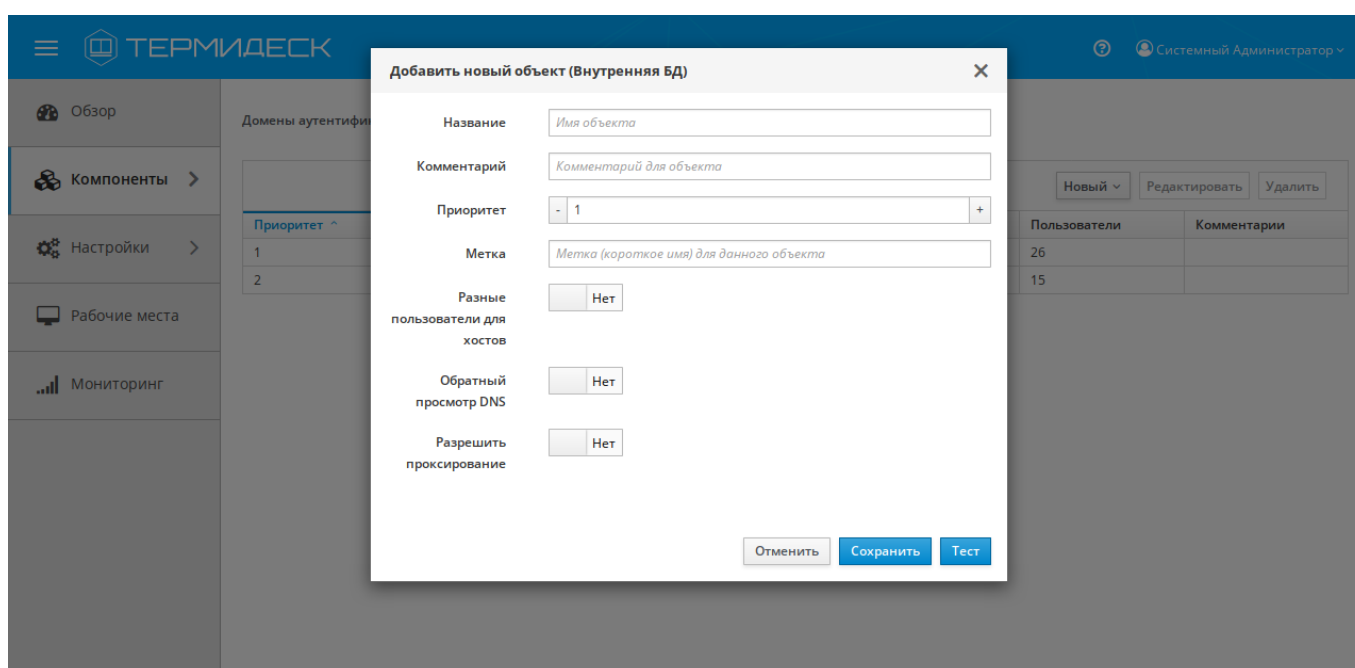 ТЕРМИДЕСК
Системный Администратор
Добавить новый объект (Внутренняя БД)
Обзор
Компоненты
Настройки
Рабочие места
Мониторинг
Домены
Новый Редактировать Удалить
Приоритет Пользователи Комментарии
1 26
2 15
Название Имя объекта
Комментарий Комментарий для объекта
Приоритет - 1 +
Метка Метка (короткое имя) для данного объекта
Разные
пользователи для
хостов
Нет
Обратный
просмотр DNS
Нет
Разрешить
проксирование
Нет
Отменить Сохранить Тест